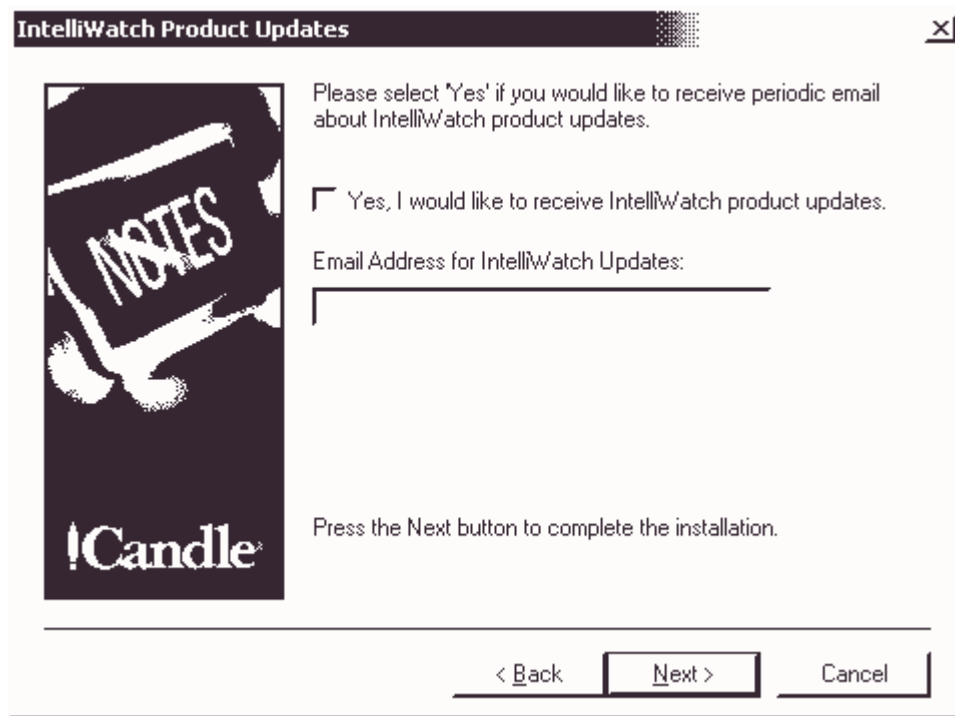 IntelliWatch Product Updates
Please select 'Yes' if you would like to receive periodic email
about IntelliWatch product updates.
Yes, I would like to receive IntelliWatch product updates.
Email Address for IntelliWatch Updates:
NOTES
Press the Next button to complete the installation.
Candle
< Back
Next >
Cancel